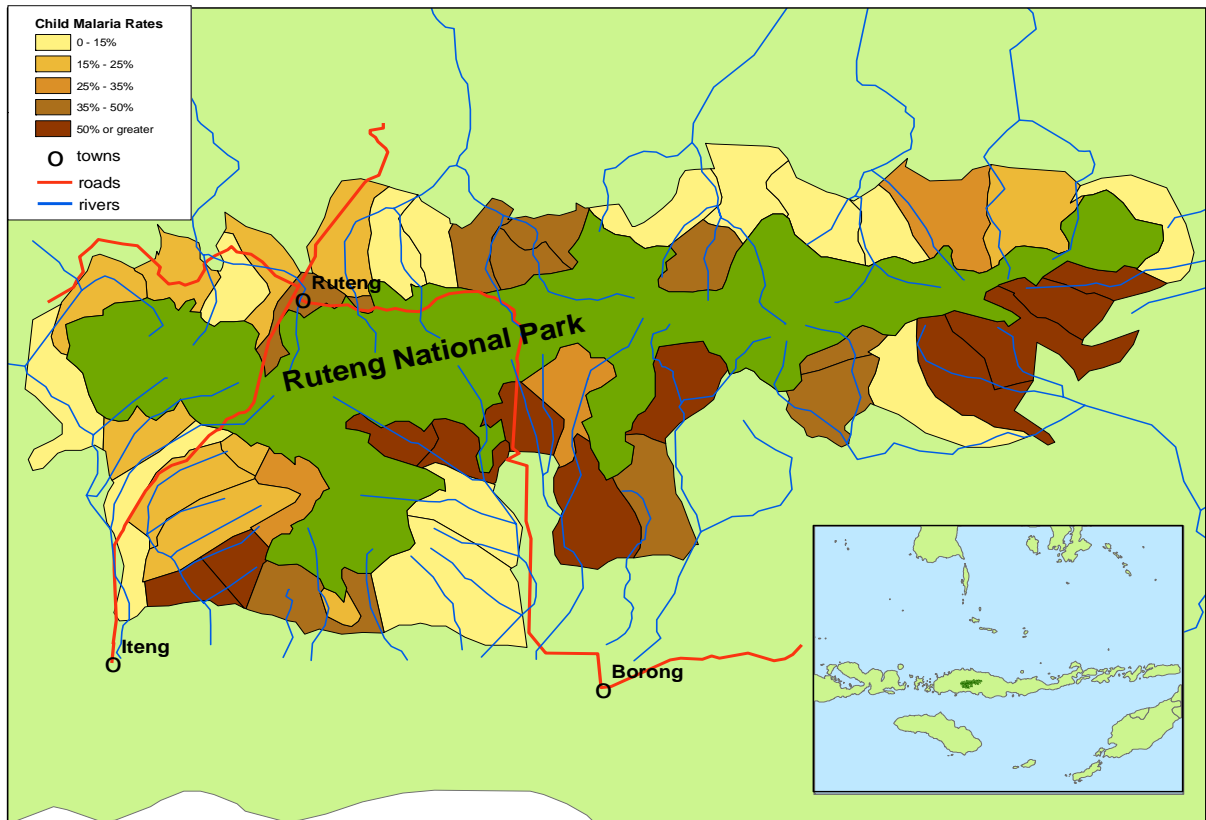 Child Malaria Rates
0 - 15%
15% - 25%
25% - 35%
35% - 50%
50% or greater
O towns
roads
rivers
Ruteng
Ruteng National Park
Iteng
Borong